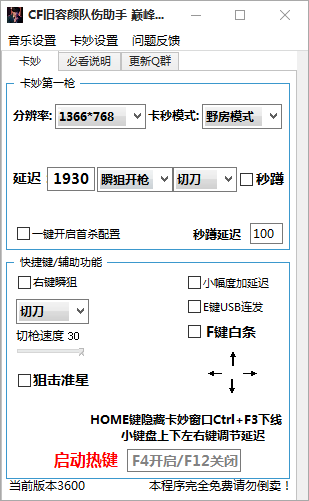 CF旧容颜队伤助手 巅峰...
音乐设置 卡妙设置 问题反馈
卡妙 必看说明 更新Q群
卡妙第一枪
分辨率: 1366*768 卡秒模式: 野房模式
延迟 1930 瞬狙开枪 切刀 秒蹲
一键开启首杀配置 秒蹲延迟 100
快捷键/辅助功能
右键瞬狙 小幅度加延迟
切刀 E键USB连发
切枪速度 30 F键白条
狙击准星
HOME键隐藏卡妙窗口Ctrl+F3下线
小键盘上下左右键调节延迟
启动热键 F4开启/F12关闭
当前版本3600 本程序完全免费请勿倒卖！